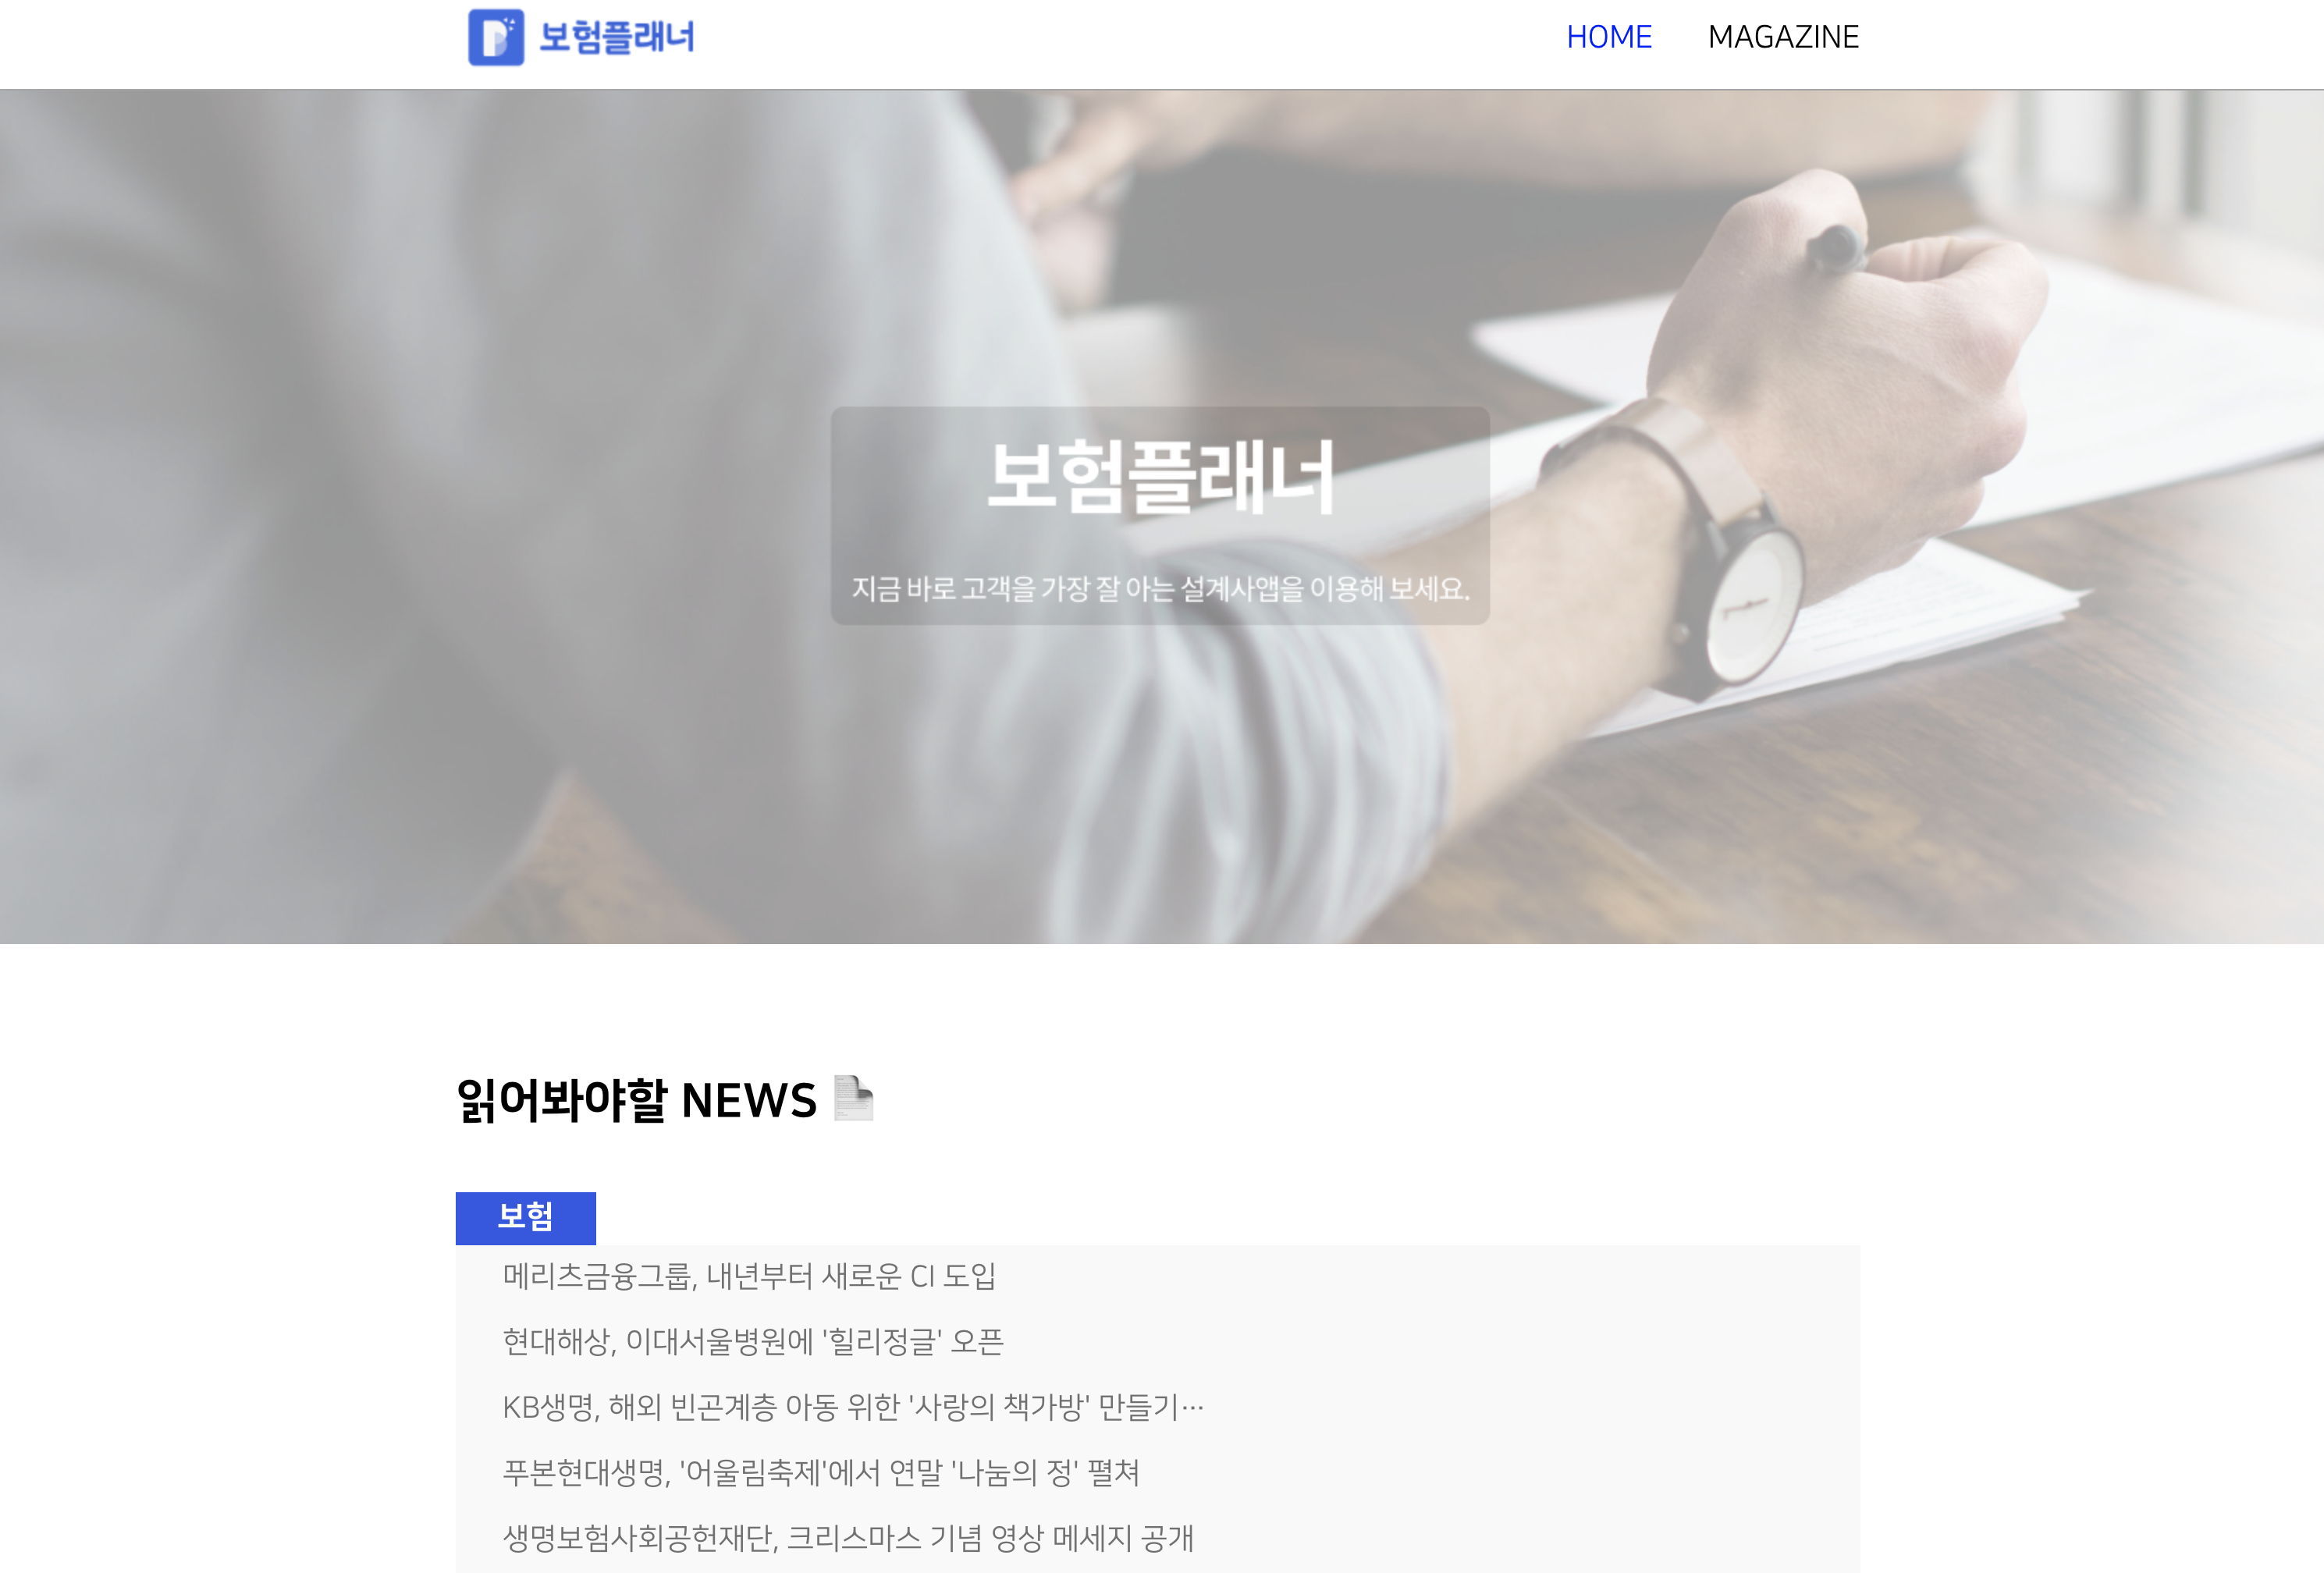 보험플래너
HOME MAGAZINE
보험플래너
지금 바로 고객을 가장 잘 아는 설계사앱을 이용해 보세요.
읽어봐야할 NEWS
보험
메리츠금융그룹, 내년부터 새로운 CI 도입
현대해상, 이대서울병원에 '힐리정글' 오픈
KB생명, 해외 빈곤계층 아동 위한 '사랑의 책가방' 만들기…
푸본현대생명, '어울림축제'에서 연말 '나눔의 정' 펼쳐
생명보험사회공헌재단, 크리스마스 기념 영상 메세지 공개